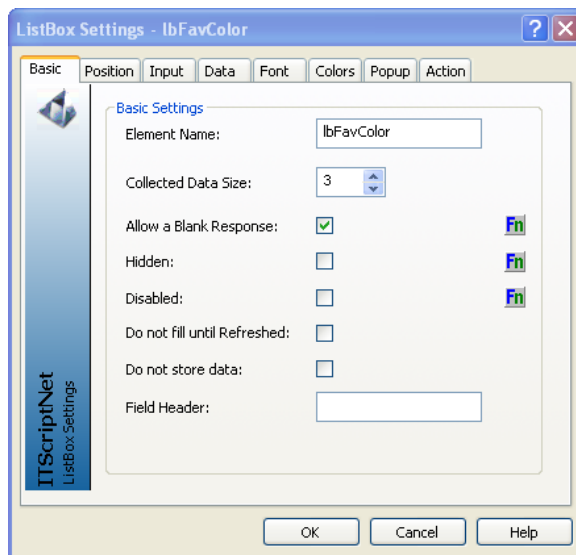 ListBox Settings - lbFavColor
Basic Position Input Data Font Colors Popup Action
Basic Settings
Element Name: lbFavColor
Collected Data Size: 3
Allow a Blank Response: Fn
Hidden: Fn
Disabled: Fn
Do not fill until Refreshed:
Do not store data:
Field Header:
ITScriptNet
ListBox Settings
OK Cancel Help